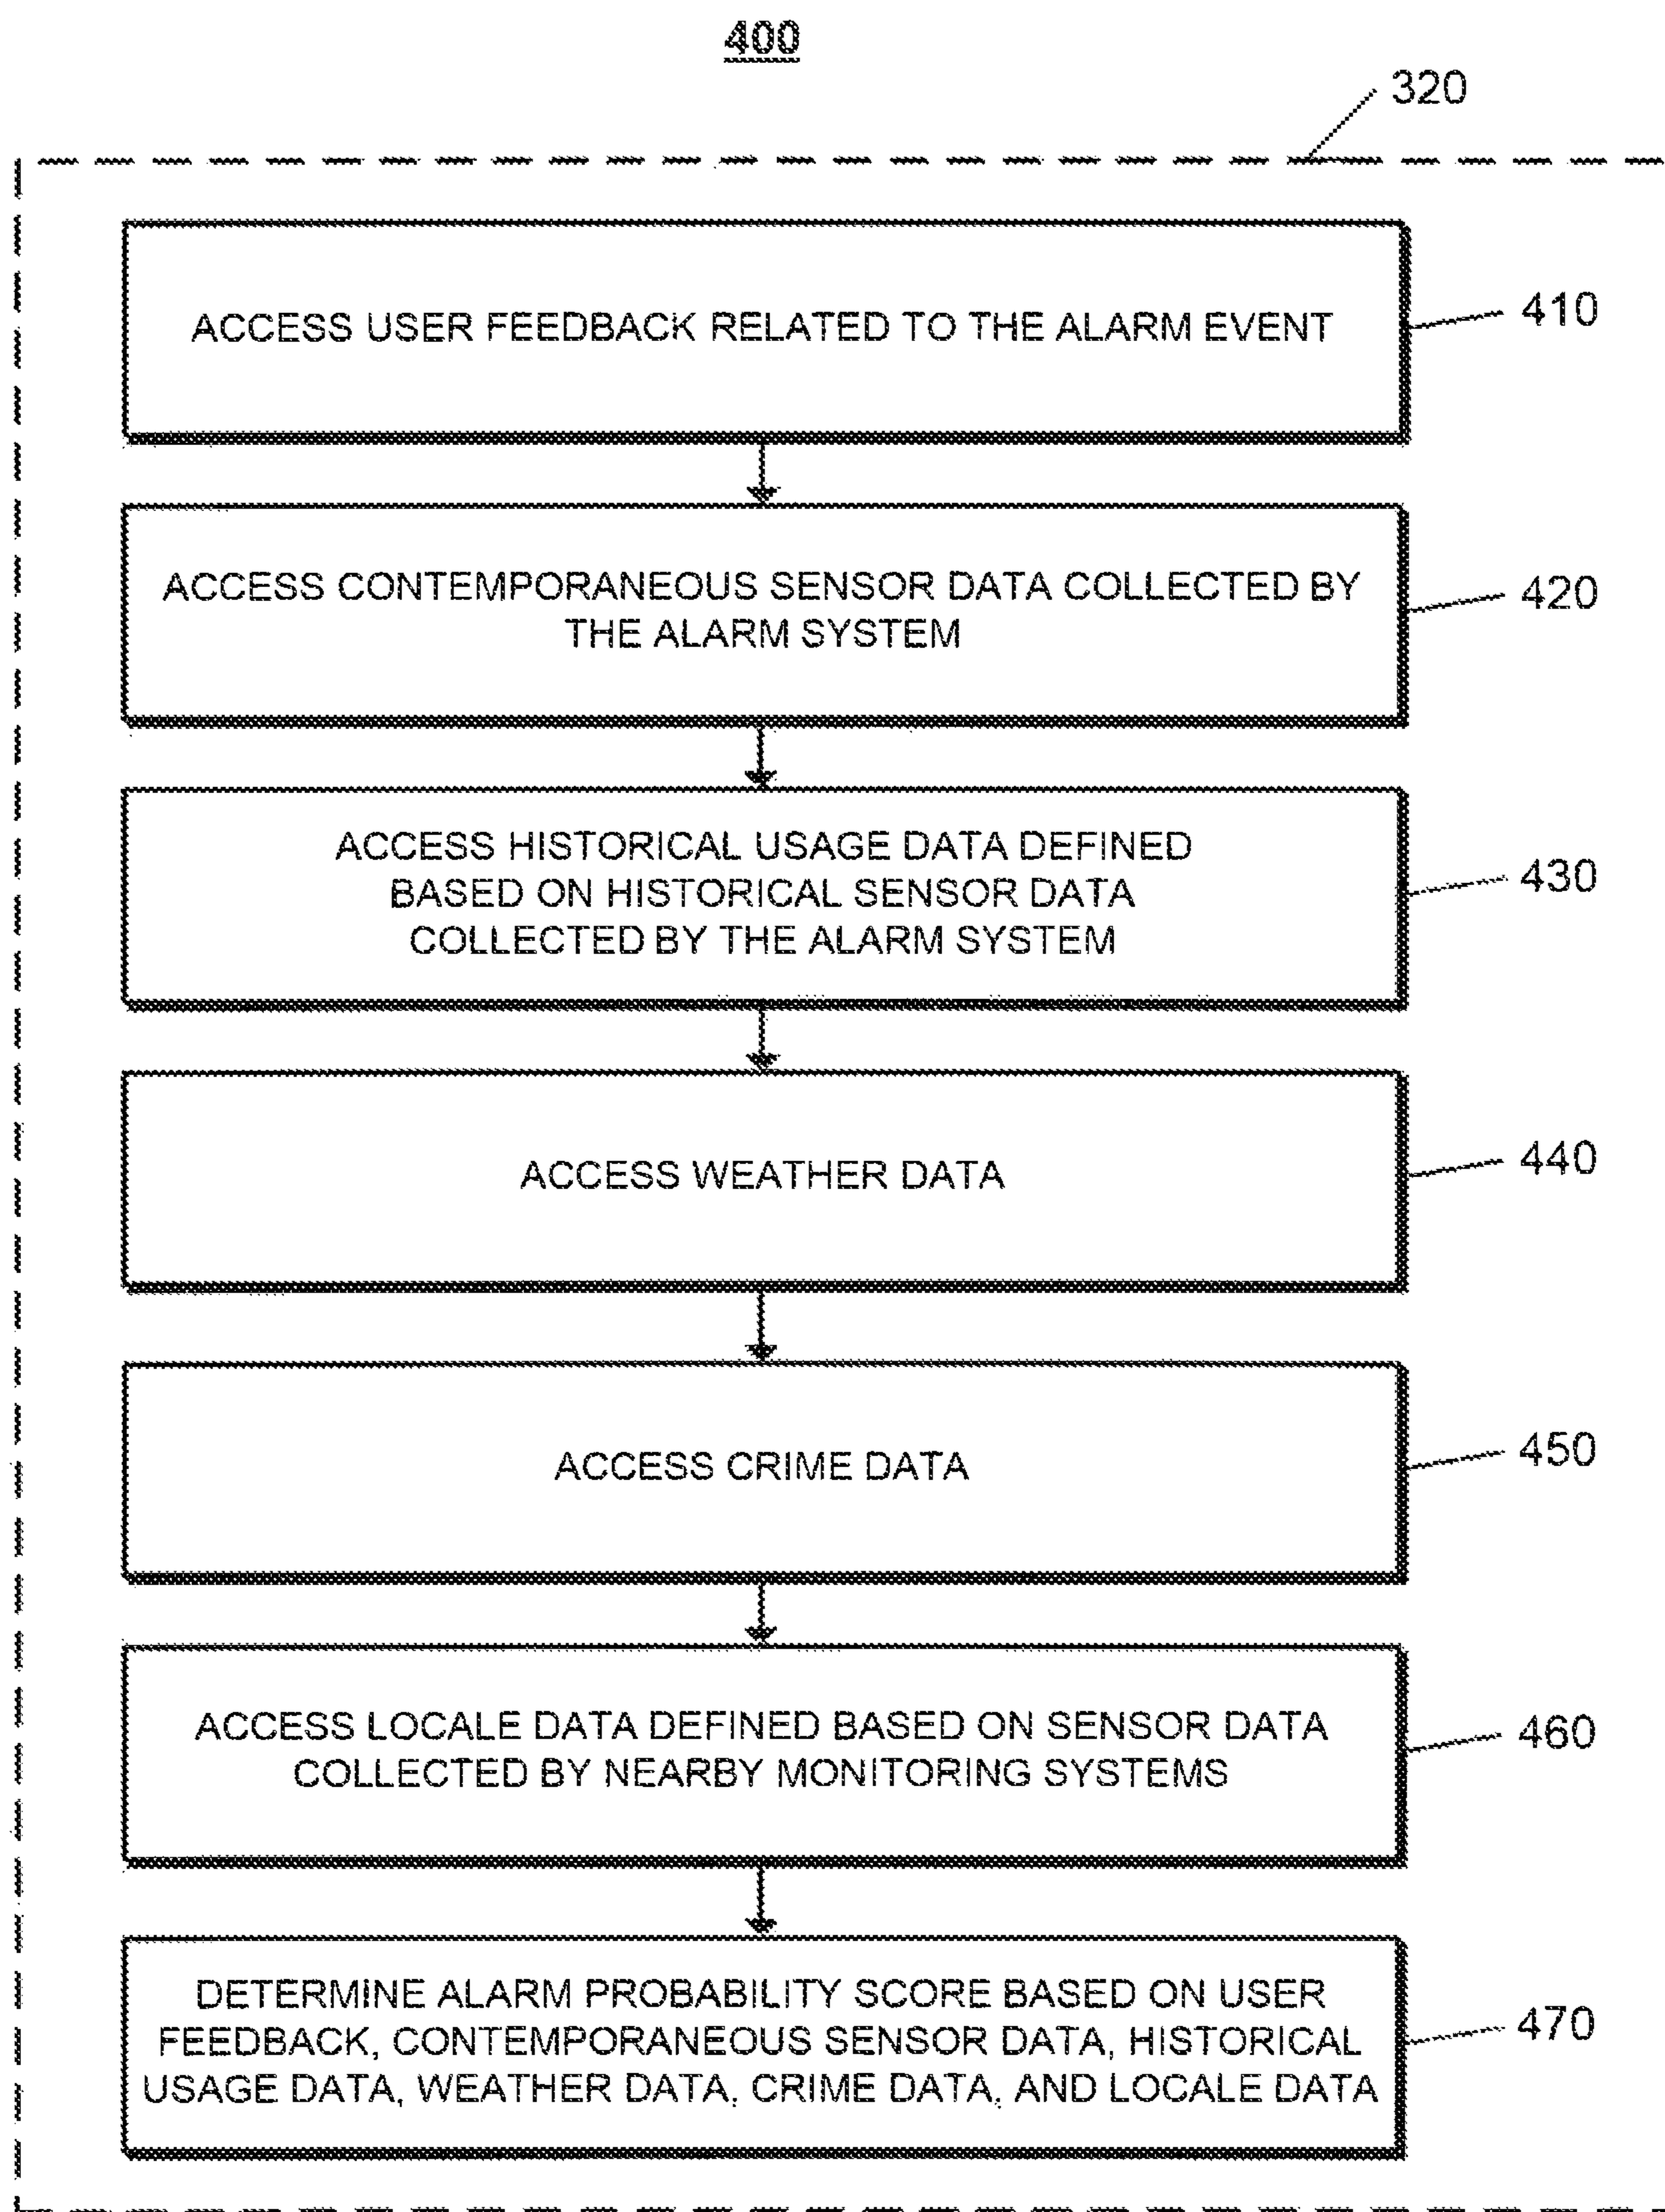 400
320
ACCESS USER FEEDBACK RELATED TO THE ALARM EVENT
410
ACCESS CONTEMPORANEOUS SENSOR DATA COLLECTED BY
THE ALARM SYSTEM
420
ACCESS HISTORICAL USAGE DATA DEFINED
BASED ON HISTORICAL SENSOR DATA
COLLECTED BY THE ALARM SYSTEM
430
ACCESS WEATHER DATA
440
ACCESS CRIME DATA
450
ACCESS LOCALE DATA DEFINED BASED ON SENSOR DATA
COLLECTED BY NEARBY MONITORING SYSTEMS
460
DETERMINE ALARM PROBABILITY SCORE BASED ON USER
FEEDBACK, CONTEMPORANEOUS SENSOR DATA, HISTORICAL
USAGE DATA, WEATHER DATA, CRIME DATA, AND LOCALE DATA
470